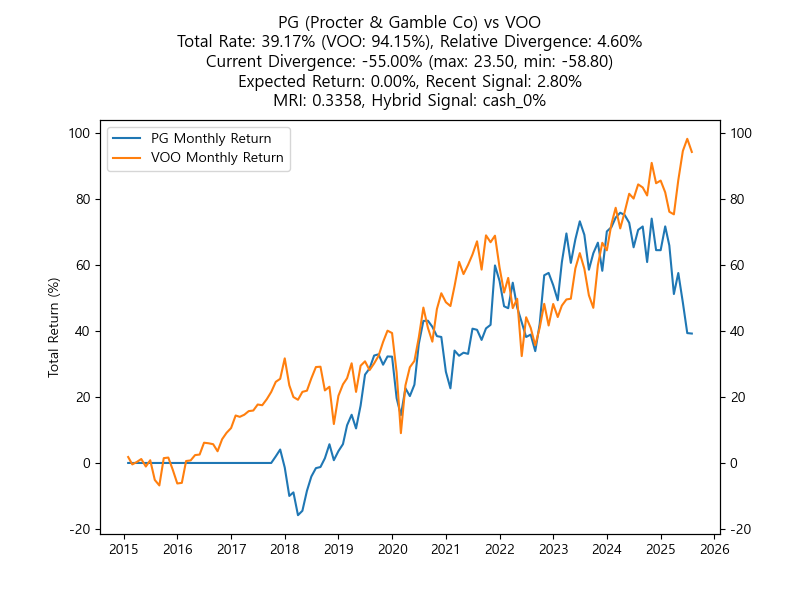 PG (Procter & Gamble Co) vs VOO
Total Rate: 39.17% (VOO: 94.15%), Relative Divergence: 4.60%
Current Divergence: -55.00% (max: 23.50, min: -58.80)
Expected Return: 0.00%, Recent Signal: 2.80%
MRI: 0.3358, Hybrid Signal: cash_0%
PG Monthly Return
VOO Monthly Return
Total Return (%)
100
80
60
40
20
0
-20
100
80
60
40
20
0
-20
2015 2016 2017 2018 2019 2020 2021 2022 2023 2024 2025 2026